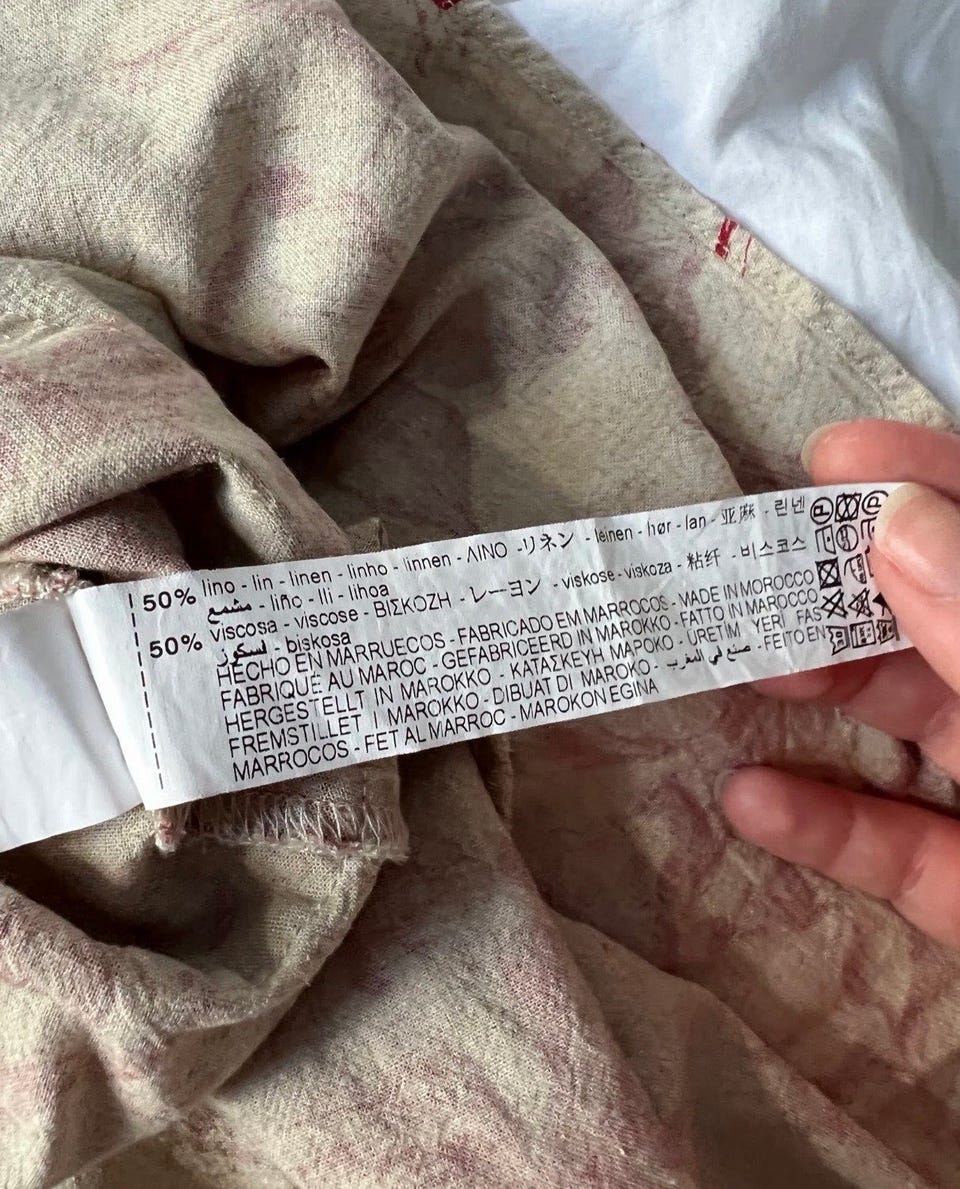 50% lino - lin - linen - linho - linnen - ΛΙΝΟ - リネン - leinen - hør - lan - 亚麻 - 린넨
مشمع - liño - lli - lihoa
50% viscosa - viscose - ΒΙΣΚΟΖΗ - レーヨン - viskose - viskoza - 粘纤 - 비스코스
- biskosa
HECHO EN MARRUECOS - FABRICADO EM MARROCOS - MADE IN MOROCCO
FABRIQUÉ AU MAROC - GEFABRICEERD IN MAROKKO - FATTO IN MAROCCO
HERGESTELLT IN MAROKKO - ΚΑΤΑΣΚΕΥΗ ΜΑΡΟΚΟ - URETIM YERI FAS
FREMSTILLET I MAROKKO - DIBUAT DI MAROKO - صنع في المغرب - FEITO EN
MARROCOS - FET AL MARROC - MAROKON EGINA